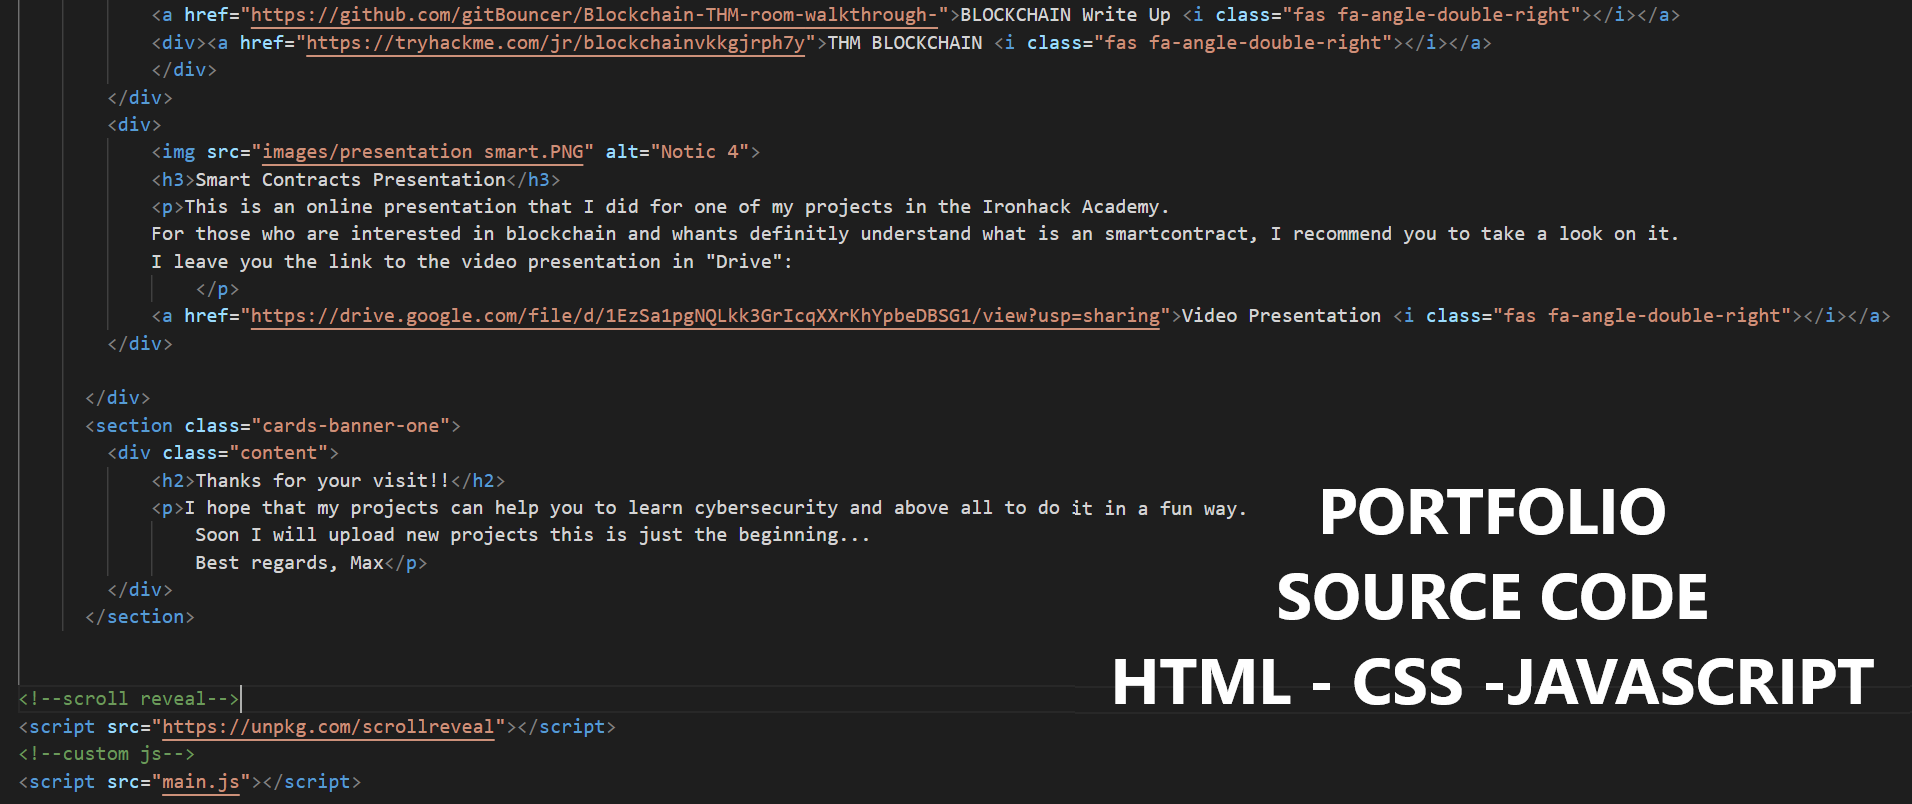 <a href="https://github.com/gitBouncer/Blockchain-THM-room-walkthrough-">BLOCKCHAIN Write Up <i class="fas fa-angle-double-right"></i></a>
<div><a href="https://tryhackme.com/jr/blockchainvkkgjrph7y">THM BLOCKCHAIN <i class="fas fa-angle-double-right"></i></a>
</div>
</div>
<div>
<img src="images/presentation smart.PNG" alt="Notic 4">
<h3>Smart Contracts Presentation</h3>
<p>This is an online presentation that I did for one of my projects in the Ironhack Academy.
For those who are interested in blockchain and whants definitly understand what is an smartcontract, I recommend you to take a look on it.
I leave you the link to the video presentation in "Drive":
</p>
<a href="https://drive.google.com/file/d/1EzSa1pgNQLkk3GrIcqXXrKhYpbeDBSG1/view?usp=sharing">Video Presentation <i class="fas fa-angle-double-right"></i></a>
</div>
</div>
<section class="cards-banner-one">
<div class="content">
<h2>Thanks for your visit!!</h2>
<p>I hope that my projects can help you to learn cybersecurity and above all to do it in a fun way.
Soon I will upload new projects this is just the beginning...
Best regards, Max</p>
</div>
</section>
PORTFOLIO
SOURCE CODE
HTML - CSS -JAVASCRIPT
<!--scroll reveal-->
<script src="https://unpkg.com/scrollreveal"></script>
<!--custom js-->
<script src="main.js"></script>